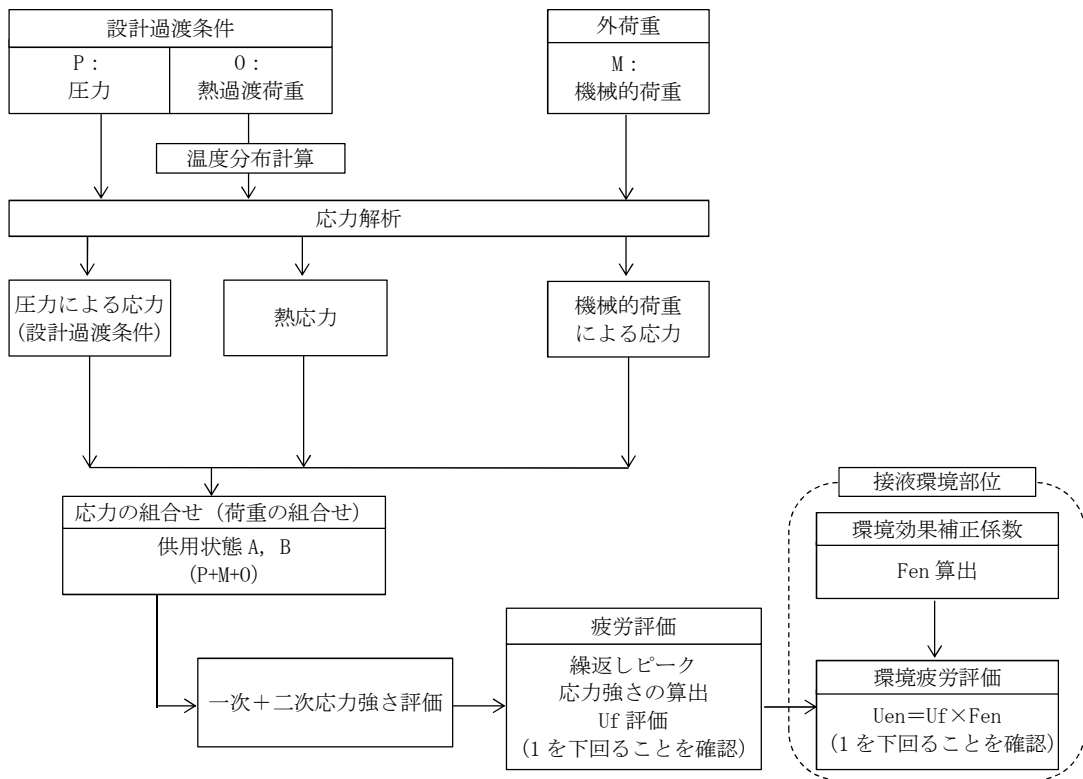 設計過渡条件
P：
圧力
O：
熱過渡荷重
外荷重
M：
機械的荷重
温度分布計算
応力解析
圧力による応力
(設計過渡条件)
熱応力
機械的荷重
による応力
応力の組合せ（荷重の組合せ）
供用状態 A, B
(P+M+O)
一次＋二次応力強さ評価
疲労評価
繰返しピーク
応力強さの算出
Uf 評価
（1 を下回ることを確認）
接液環境部位
環境効果補正係数
Fen 算出
環境疲労評価
Uen＝Uf×Fen
（1 を下回ることを確認）